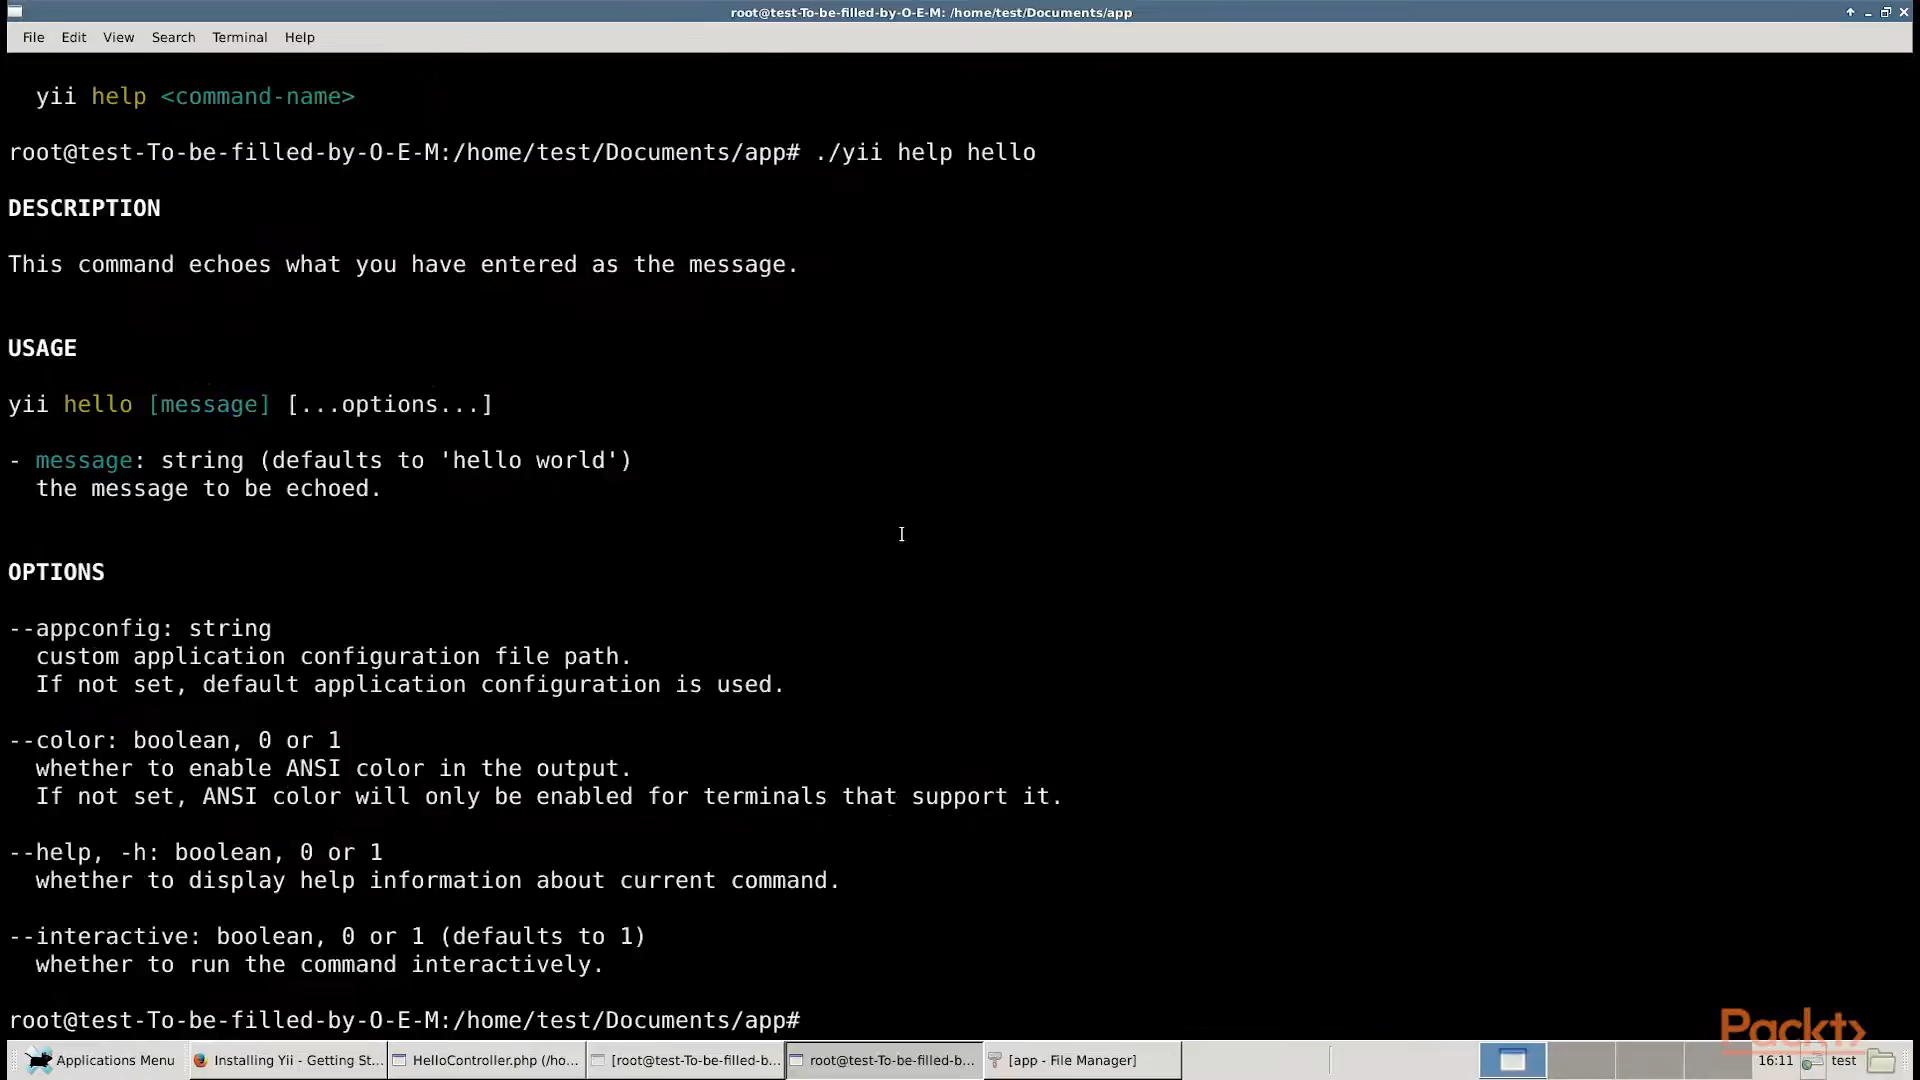 root@test-To-be-filled-by-O-E-M: /home/test/Documents/app
File Edit View Search Terminal Help
yii help <command-name>
root@test-To-be-filled-by-O-E-M:/home/test/Documents/app# ./yii help hello
DESCRIPTION
This command echoes what you have entered as the message.
USAGE
yii hello [message] [...options...]
- message: string (defaults to 'hello world')
the message to be echoed.
OPTIONS
--appconfig: string
custom application configuration file path.
If not set, default application configuration is used.
--color: boolean, 0 or 1
whether to enable ANSI color in the output.
If not set, ANSI color will only be enabled for terminals that support it.
--help, -h: boolean, 0 or 1
whether to display help information about current command.
--interactive: boolean, 0 or 1 (defaults to 1)
whether to run the command interactively.
root@test-To-be-filled-by-O-E-M:/home/test/Documents/app#
Packt>
Applications Menu Installing Yii - Getting St... HelloController.php (/ho... [root@test-To-be-filled-b... root@test-To-be-filled-b... [app - File Manager] 16:11 test